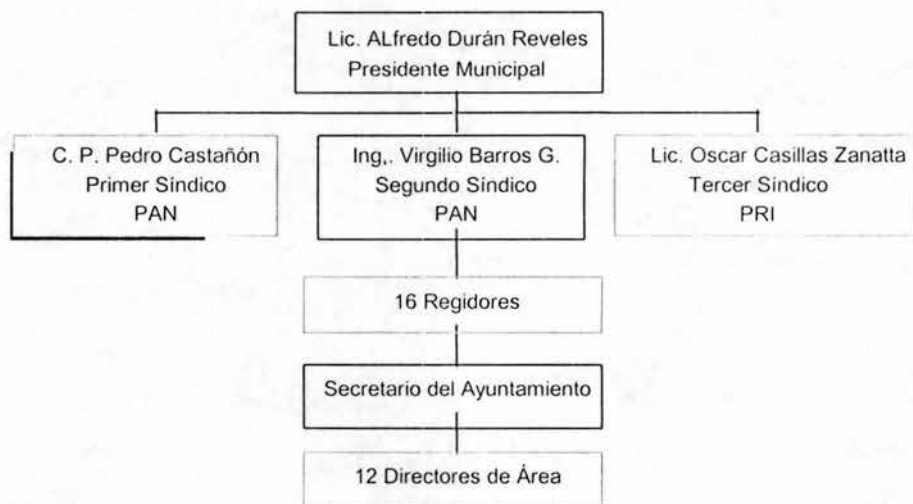 Lic. ALfredo Durán Reveles
Presidente Municipal
C. P. Pedro Castañón
Primer Síndico
PAN
Ing,. Virgilio Barros G.
Segundo Síndico
PAN
Lic. Oscar Casillas Zanatta
Tercer Síndico
PRI
16 Regidores
Secretario del Ayuntamiento
12 Directores de Área